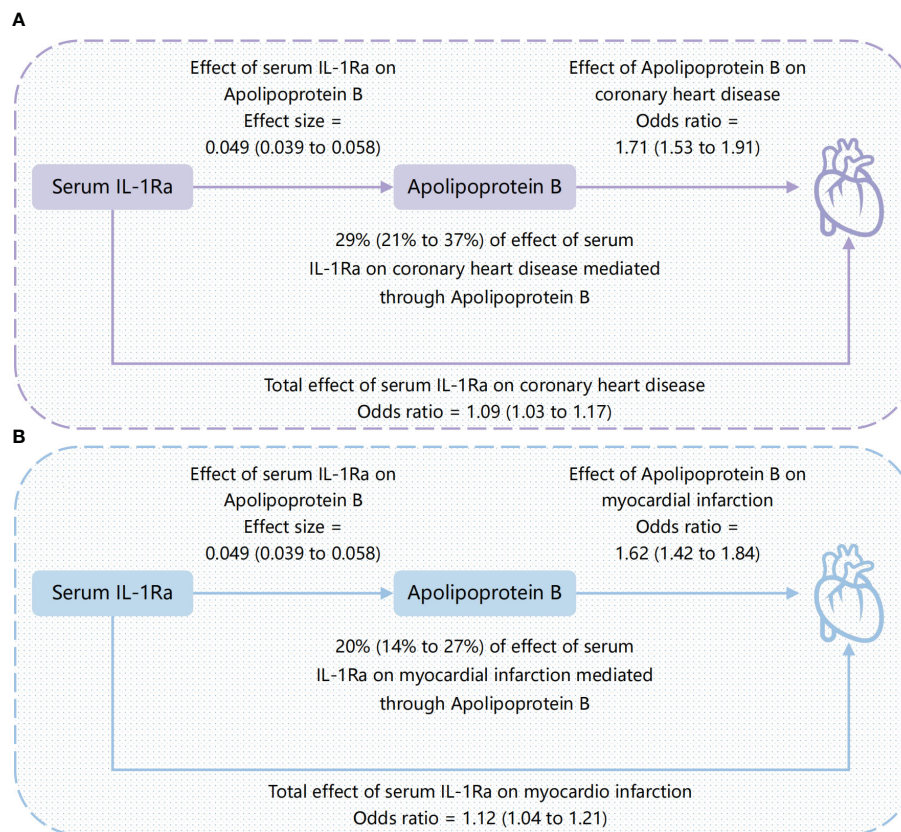 A
Effect of serum IL-1Ra on
Apolipoprotein B
Effect size =
0.049 (0.039 to 0.058)
Effect of Apolipoprotein B on
coronary heart disease
Odds ratio =
1.71 (1.53 to 1.91)
Serum IL-1Ra
Apolipoprotein B
29% (21% to 37%) of effect of serum
IL-1Ra on coronary heart disease mediated
through Apolipoprotein B
Total effect of serum IL-1Ra on coronary heart disease
Odds ratio = 1.09 (1.03 to 1.17)
B
Effect of serum IL-1Ra on
Apolipoprotein B
Effect size =
0.049 (0.039 to 0.058)
Effect of Apolipoprotein B on
myocardial infarction
Odds ratio =
1.62 (1.42 to 1.84)
Serum IL-1Ra
Apolipoprotein B
20% (14% to 27%) of effect of serum
IL-1Ra on myocardial infarction mediated
through Apolipoprotein B
Total effect of serum IL-1Ra on myocardio infarction
Odds ratio = 1.12 (1.04 to 1.21)